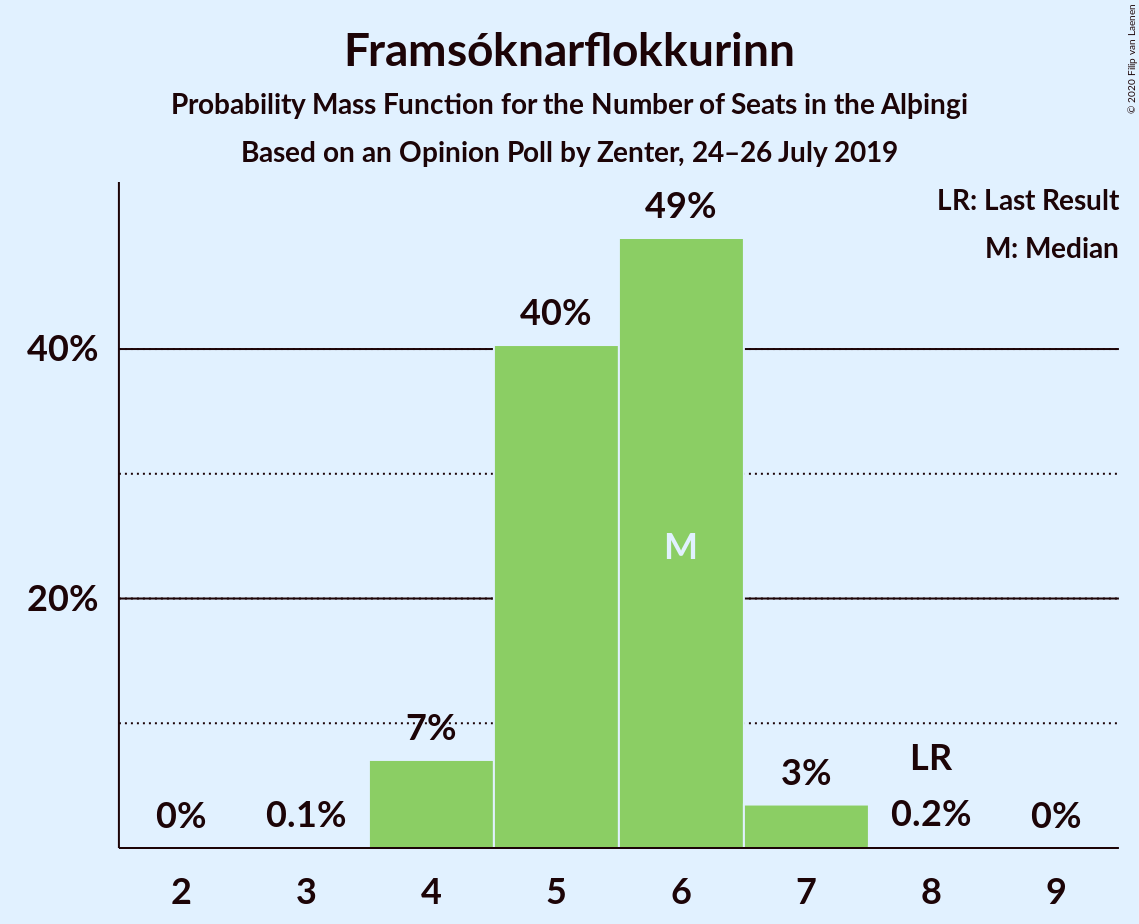 Framsóknarflokkurinn
Probability Mass Function for the Number of Seats in the Alþingi
Based on an Opinion Poll by Zenter, 24–26 July 2019
© 2020 Filip van Laenen
LR: Last Result
M: Median
49%
40%
40%
M
20%
7%
LR
3%
0%
0.1%
0.2%
0%
2 3 4 5 6 7 8 9